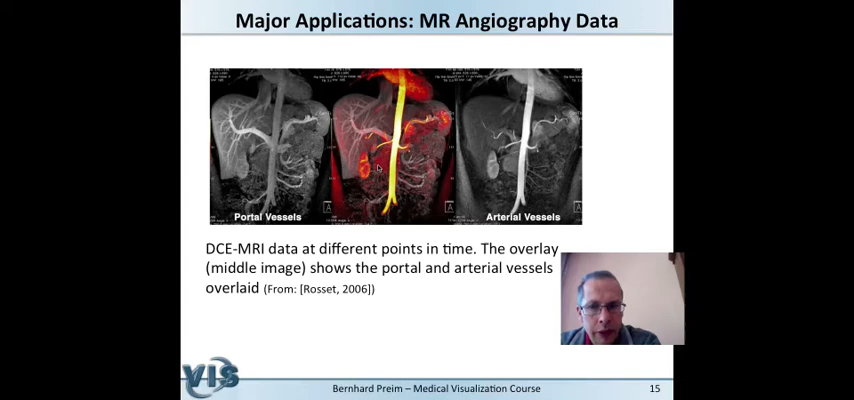 Major Applications: MR Angiography Data
Portal Vessels
Arterial Vessels
A
A
DCE-MRI data at different points in time. The overlay
(middle image) shows the portal and arterial vessels
overlaid (From: [Rosset, 2006])
VIS
Bernhard Preim – Medical Visualization Course
15